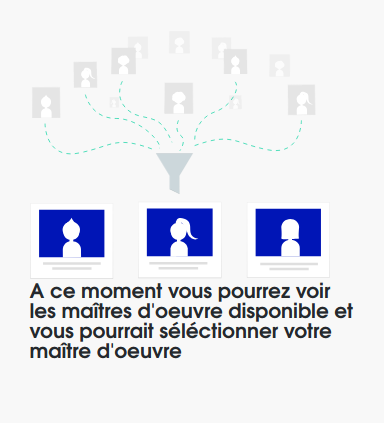 A ce moment vous pourrez voir
les maîtres d'oeuvre disponible et
vous pourrait séléctionner votre
maître d'oeuvre